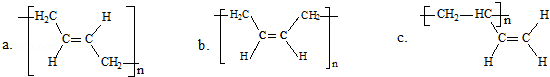 a. H₂C H C=C H CH₂ n
b. H₂C CH₂ C=C H H n
c. CH₂ HC n H C=C H H